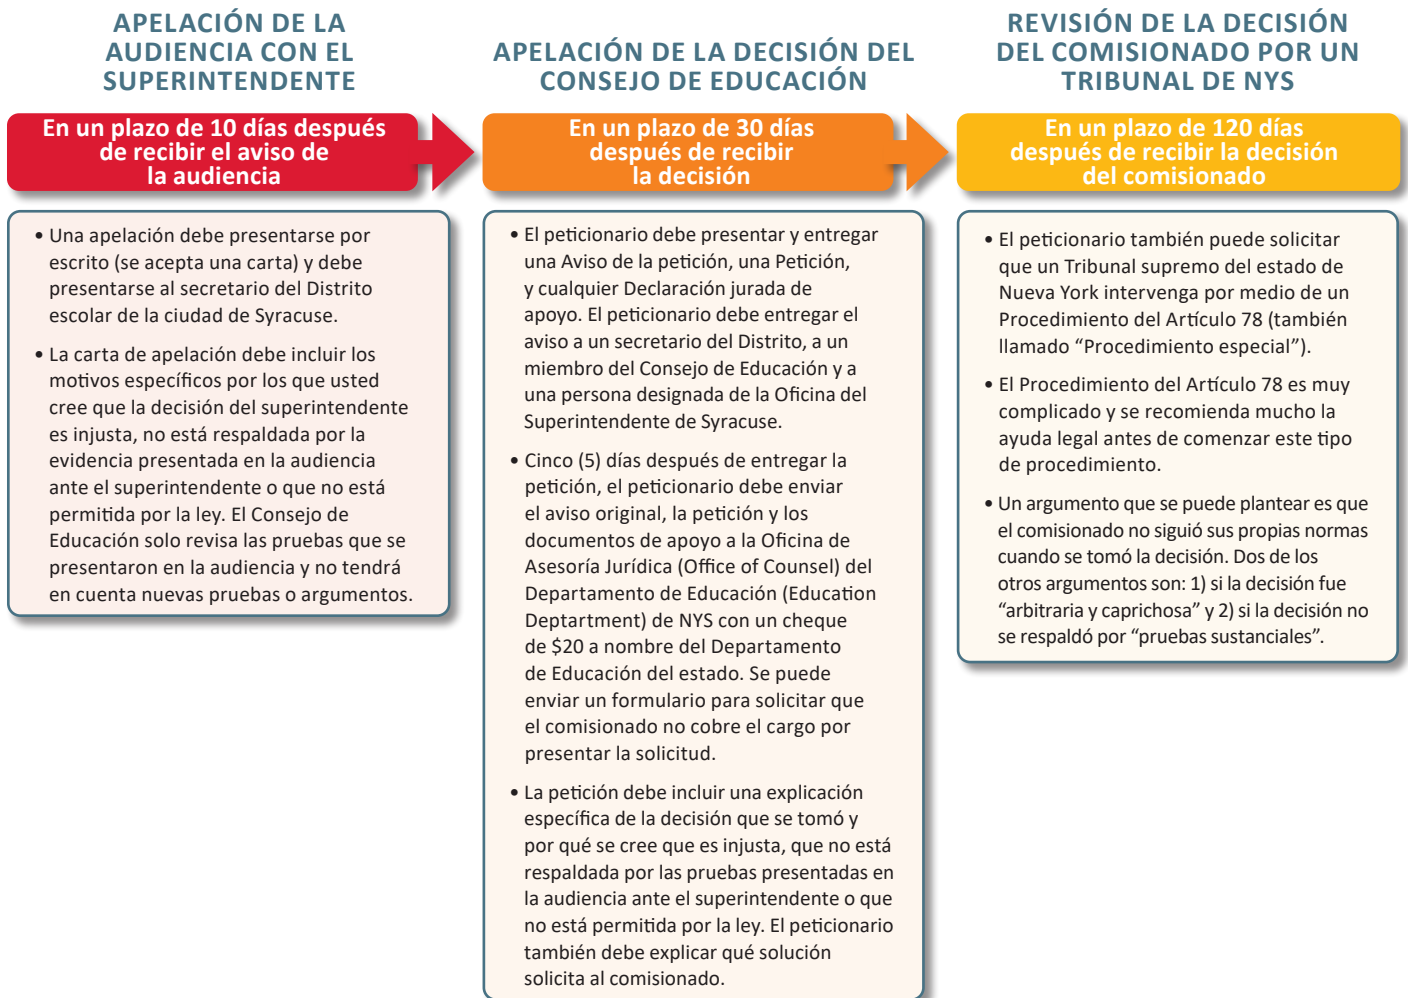 APELACIÓN DE LA
AUDIENCIA CON EL
SUPERINTENDENTE
En un plazo de 10 días después
de recibir el aviso de
la audiencia
• Una apelación debe presentarse por
escrito (se acepta una carta) y debe
presentarse al secretario del Distrito
escolar de la ciudad de Syracuse.
• La carta de apelación debe incluir los
motivos específicos por los que usted
cree que la decisión del superintendente
es injusta, no está respaldada por la
evidencia presentada en la audiencia
ante el superintendente o que no está
permitida por la ley. El Consejo de
Educación solo revisa las pruebas que se
presentaron en la audiencia y no tendrá
en cuenta nuevas pruebas o argumentos.
APELACIÓN DE LA DECISIÓN DEL
CONSEJO DE EDUCACIÓN
En un plazo de 30 días
después de recibir
la decisión
• El peticionario debe presentar y entregar
una Aviso de la petición, una Petición,
y cualquier Declaración jurada de
apoyo. El peticionario debe entregar el
aviso a un secretario del Distrito, a un
miembro del Consejo de Educación y a
una persona designada de la Oficina del
Superintendente de Syracuse.
• Cinco (5) días después de entregar la
petición, el peticionario debe enviar
el aviso original, la petición y los
documentos de apoyo a la Oficina de
Asesoría Jurídica (Office of Counsel) del
Departamento de Educación (Education
Deptartment) de NYS con un cheque
de $20 a nombre del Departamento
de Educación del estado. Se puede
enviar un formulario para solicitar que
el comisionado no cobre el cargo por
presentar la solicitud.
• La petición debe incluir una explicación
específica de la decisión que se tomó y
por qué se cree que es injusta, que no está
respaldada por las pruebas presentadas en
la audiencia ante el superintendente o que
no está permitida por la ley. El peticionario
también debe explicar qué solución
solicita al comisionado.
REVISIÓN DE LA DECISIÓN
DEL COMISIONADO POR UN
TRIBUNAL DE NYS
En un plazo de 120 días
después de recibir la decisión
del comisionado
• El peticionario también puede solicitar
que un Tribunal supremo del estado de
Nueva York intervenga por medio de un
Procedimiento del Artículo 78 (también
llamado “Procedimiento especial”).
• El Procedimiento del Artículo 78 es muy
complicado y se recomienda mucho la
ayuda legal antes de comenzar este tipo
de procedimiento.
• Un argumento que se puede plantear es que
el comisionado no siguió sus propias normas
cuando se tomó la decisión. Dos de los
otros argumentos son: 1) si la decisión fue
“arbitraria y caprichosa” y 2) si la decisión no
se respaldó por “pruebas sustanciales”.